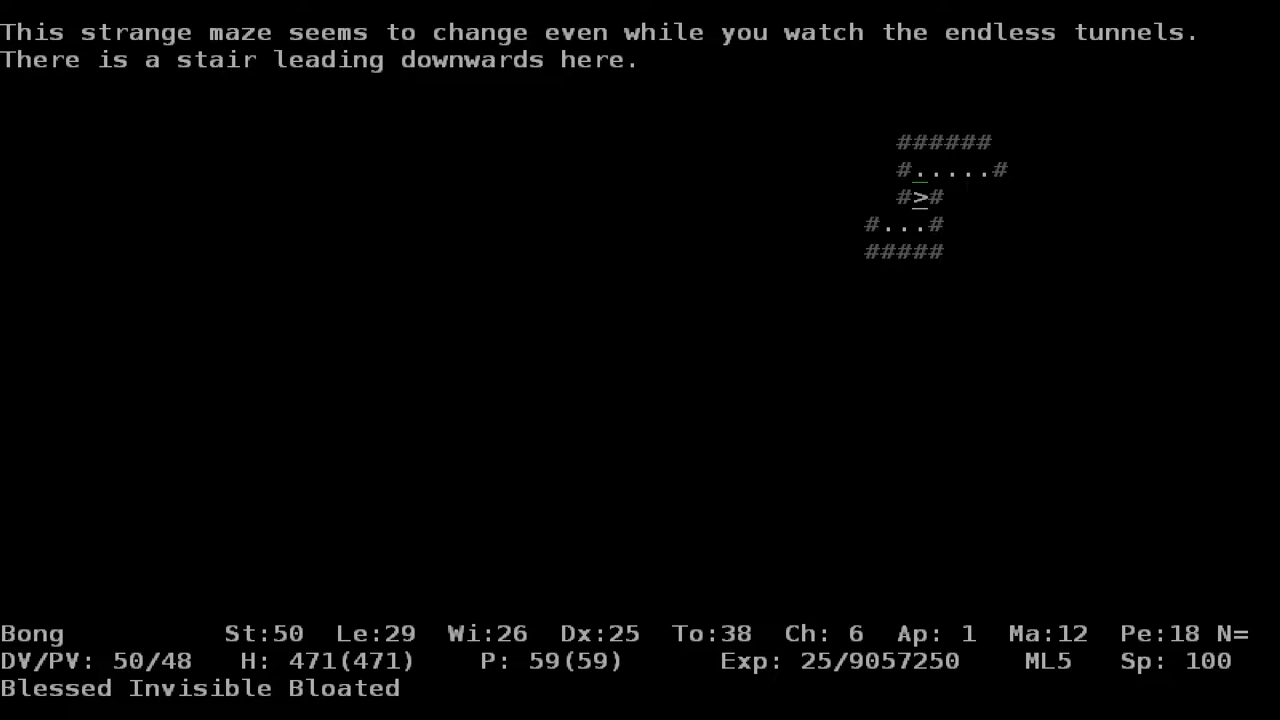 This strange maze seems to change even while you watch the endless tunnels.
There is a stair leading downwards here.
######
#.....#
#>#
#...#
#####
Bong St:50 Le:29 Wi:26 Dx:25 To:38 Ch: 6 Ap: 1 Ma:12 Pe:18 N=
DV/PV: 50/48 H: 471(471) P: 59(59) Exp: 25/9057250 ML5 Sp: 100
Blessed Invisible Bloated